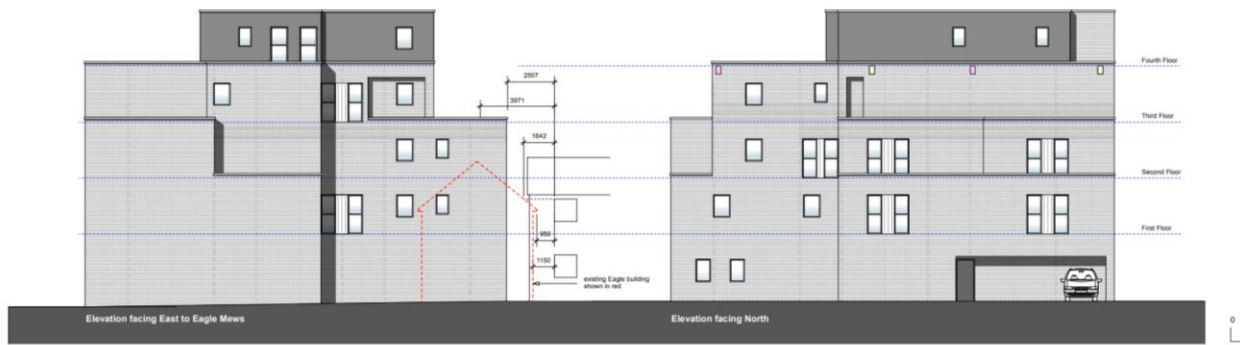 Fourth Floor
2507
3971
Third Floor
1642
Second Floor
First Floor
950
1150
existing Eagle building
shown in red
Elevation facing East to Eagle Mews
Elevation facing North
0